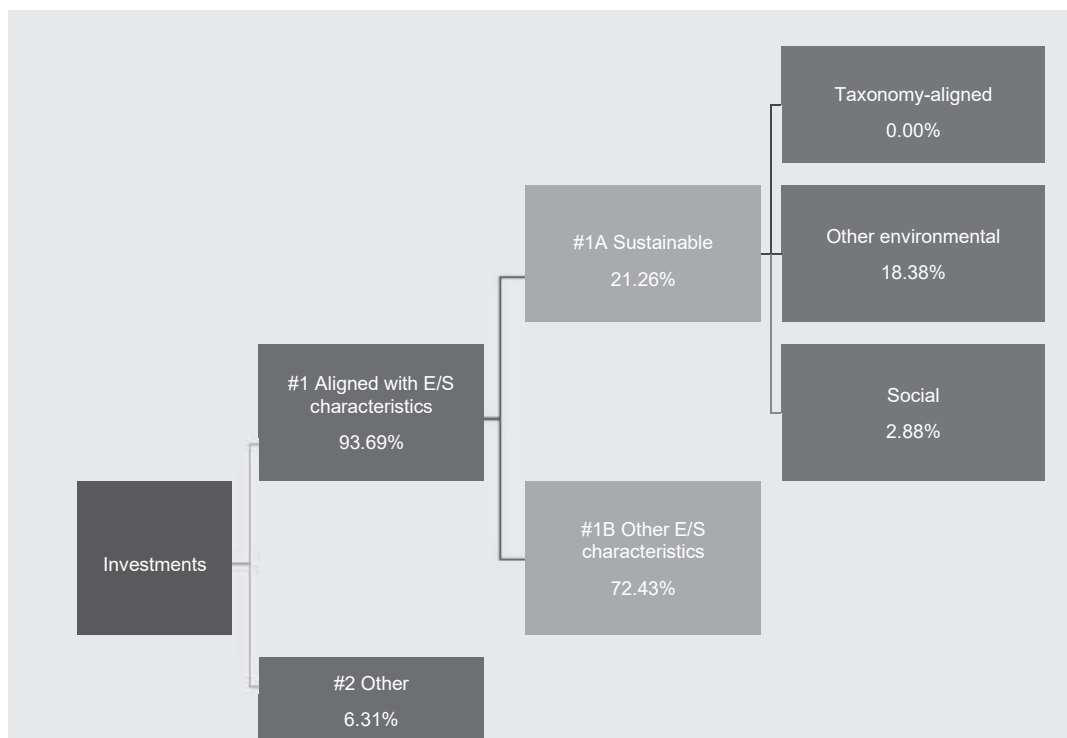 Taxonomy-aligned
0.00%
#1A Sustainable
21.26%
Other environmental
18.38%
#1 Aligned with E/S
characteristics
93.69%
Social
2.88%
Investments
#1B Other E/S
characteristics
72.43%
#2 Other
6.31%